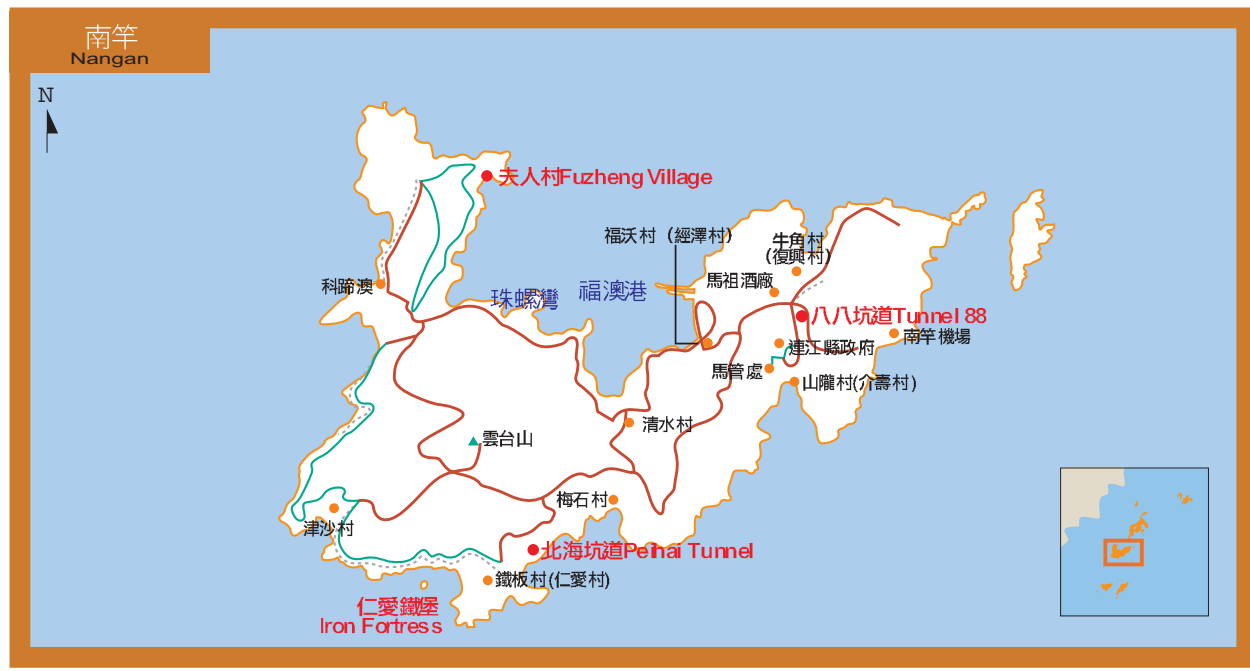 南竿
Nangan
N
夫人村Fuzheng Village
福沃村（經澤村）
牛角村
(復興村)
馬祖酒廠
科蹄澳
珠螺灣
福澳港
八八坑道Tunnel 88
南竿機場
連江縣政府
馬管處
山隴村(介壽村)
清水村
雲台山
梅石村
津沙村
北海坑道Peihai Tunnel
鐵板村(仁愛村)
仁愛鐵堡
Iron Fortress